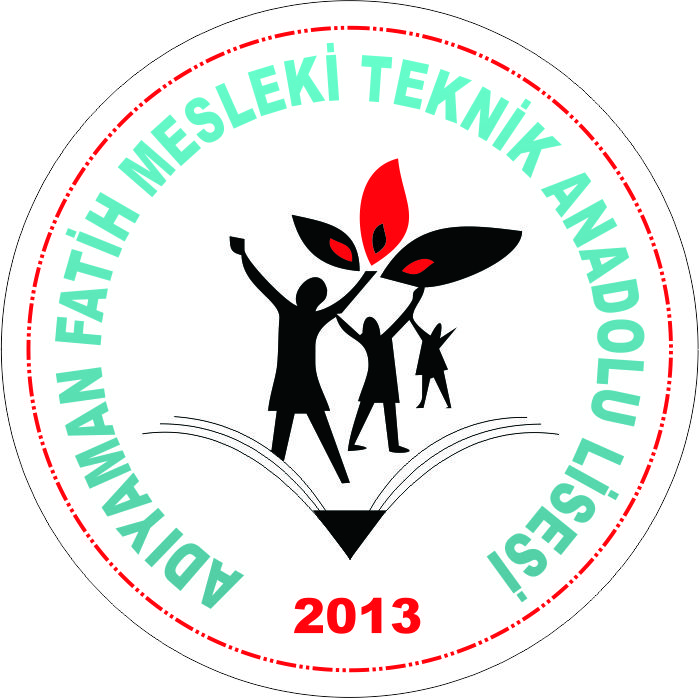 ADIYAMAN FATİH MESLEKİ TEKNİK ANADOLU LİSESİ
2013